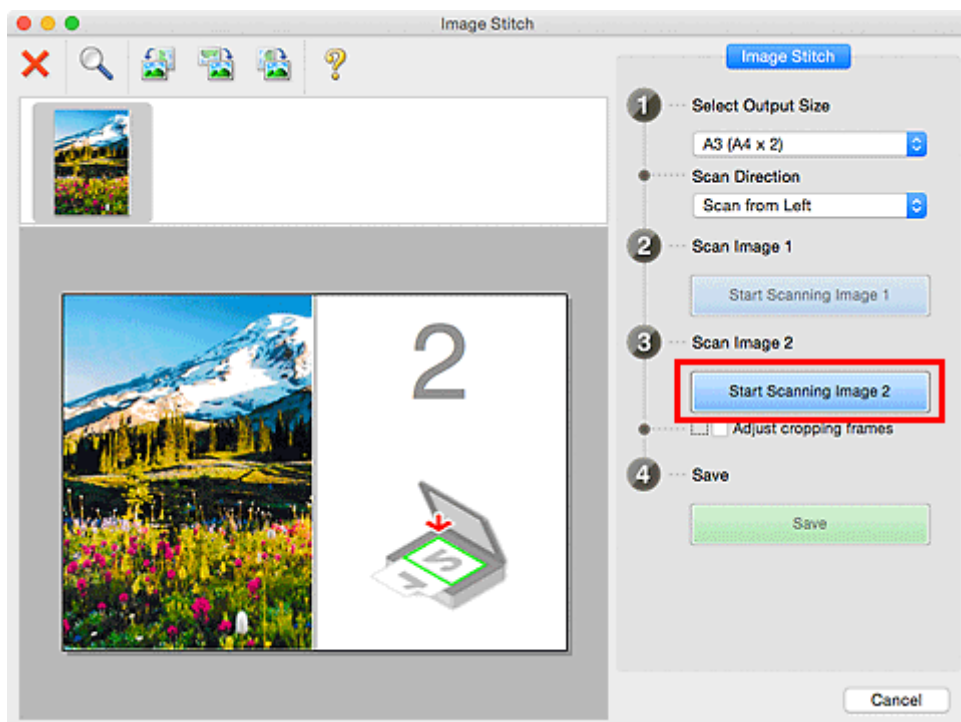 Image Stitch
Image Stitch
1 Select Output Size
A3 (A4 x 2)
Scan Direction
Scan from Left
2 Scan Image 1
Start Scanning Image 1
3 Scan Image 2
Start Scanning Image 2
Adjust cropping frames
4 Save
Save
2
1 2
Cancel